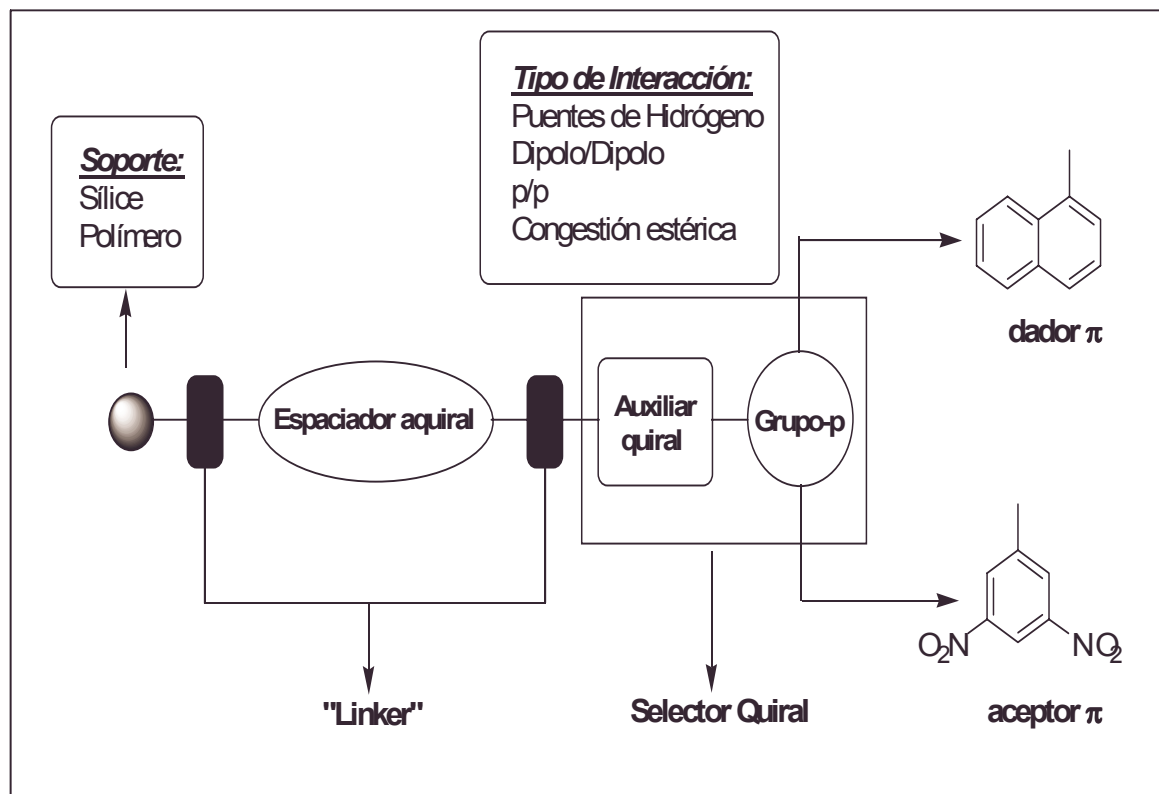 Tipo de Interacción:
Puentes de Hidrógeno
Dipolo/Dipolo
p/p
Congestión estérica
Soporte:
Sílice
Polímero
dador π
Espaciador aquiral
Auxiliar
quiral
Grupo-p
O₂N
NO₂
"Linker"
Selector Quiral
aceptor π